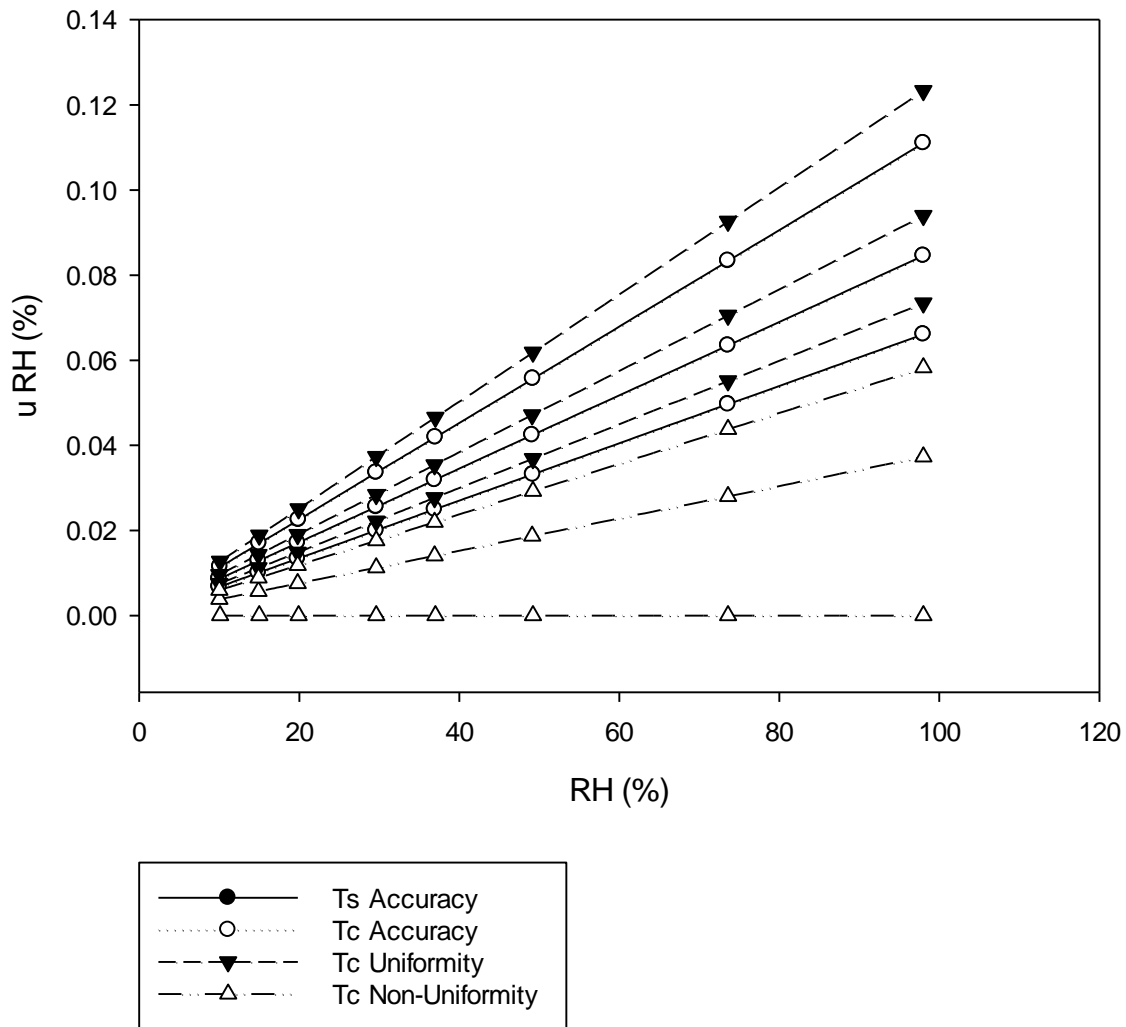 0.14
0.12
0.10
0.08
0.06
0.04
0.02
0.00
u RH (%)
0 20 40 60 80 100 120
RH (%)
Ts Accuracy
Tc Accuracy
Tc Uniformity
Tc Non-Uniformity